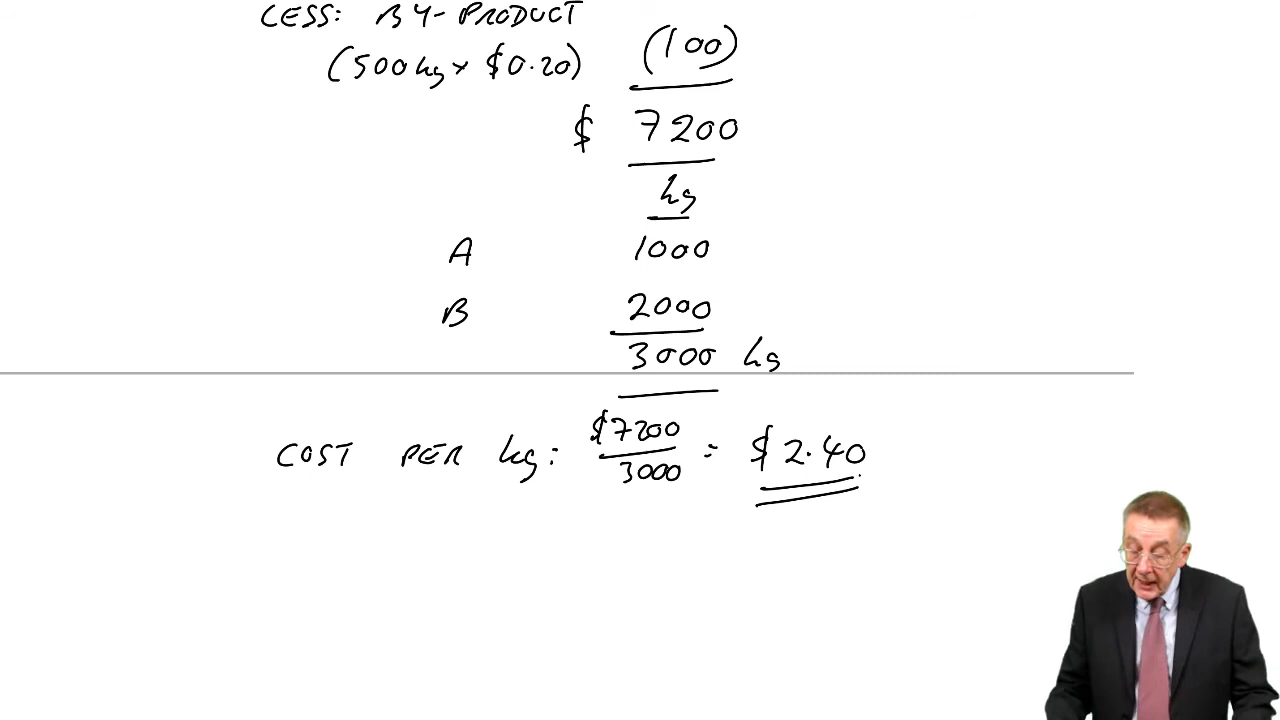 LESS: BY-PRODUCT
(500kg x $0.20) (100)
$ 7200
kg
A 1000
B 2000
3000 kg
COST PER kg: $7200/3000 = $2.40